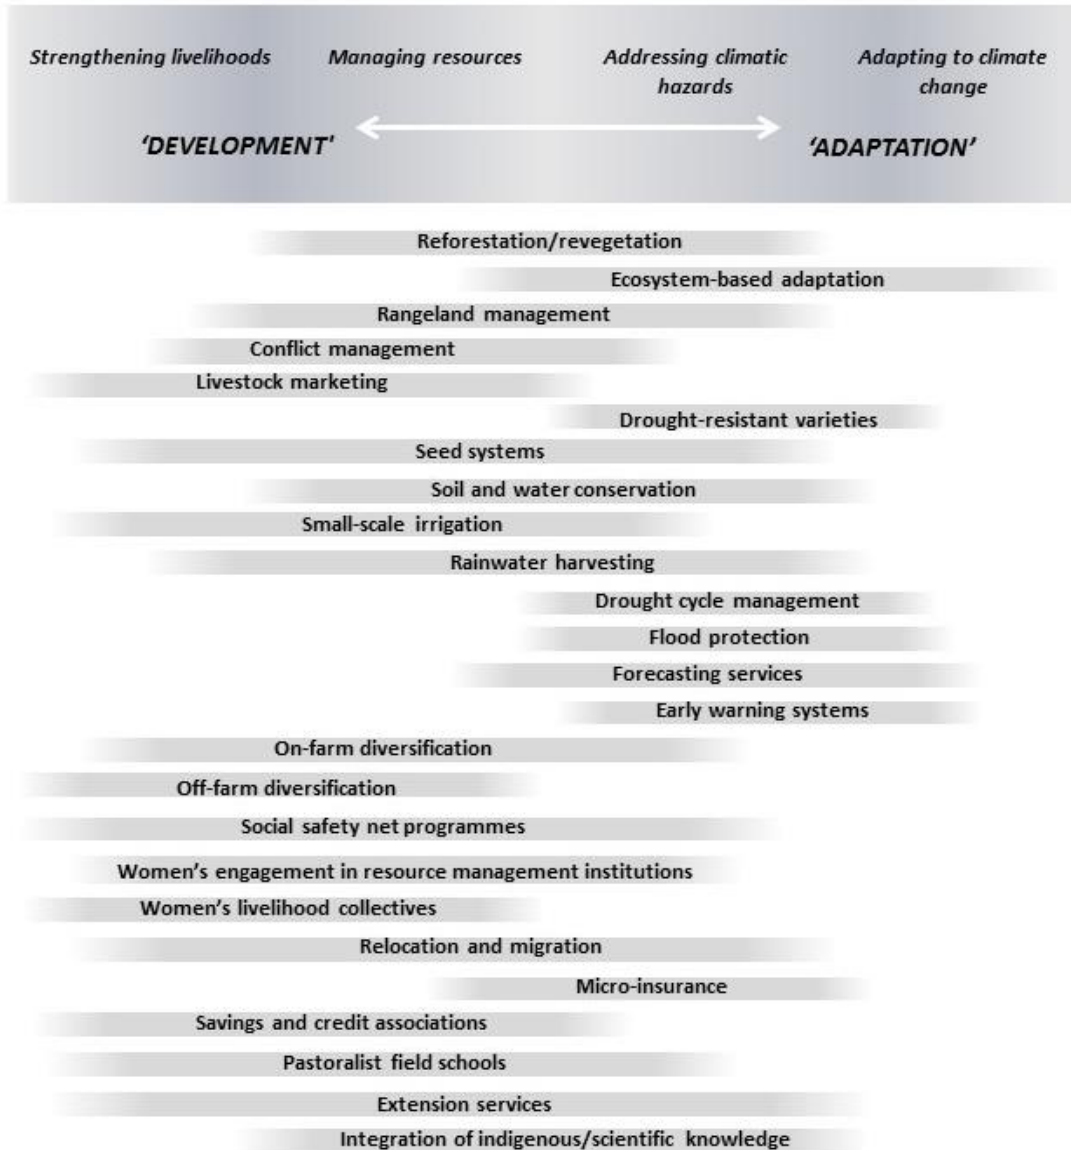 Strengthening livelihoods
Managing resources
Addressing climatic
hazards
Adapting to climate
change
‘DEVELOPMENT'
‘ADAPTATION’
Reforestation/revegetation
Ecosystem-based adaptation
Rangeland management
Conflict management
Livestock marketing
Drought-resistant varieties
Seed systems
Soil and water conservation
Small-scale irrigation
Rainwater harvesting
Drought cycle management
Flood protection
Forecasting services
Early warning systems
On-farm diversification
Off-farm diversification
Social safety net programmes
Women’s engagement in resource management institutions
Women’s livelihood collectives
Relocation and migration
Micro-insurance
Savings and credit associations
Pastoralist field schools
Extension services
Integration of indigenous/scientific knowledge